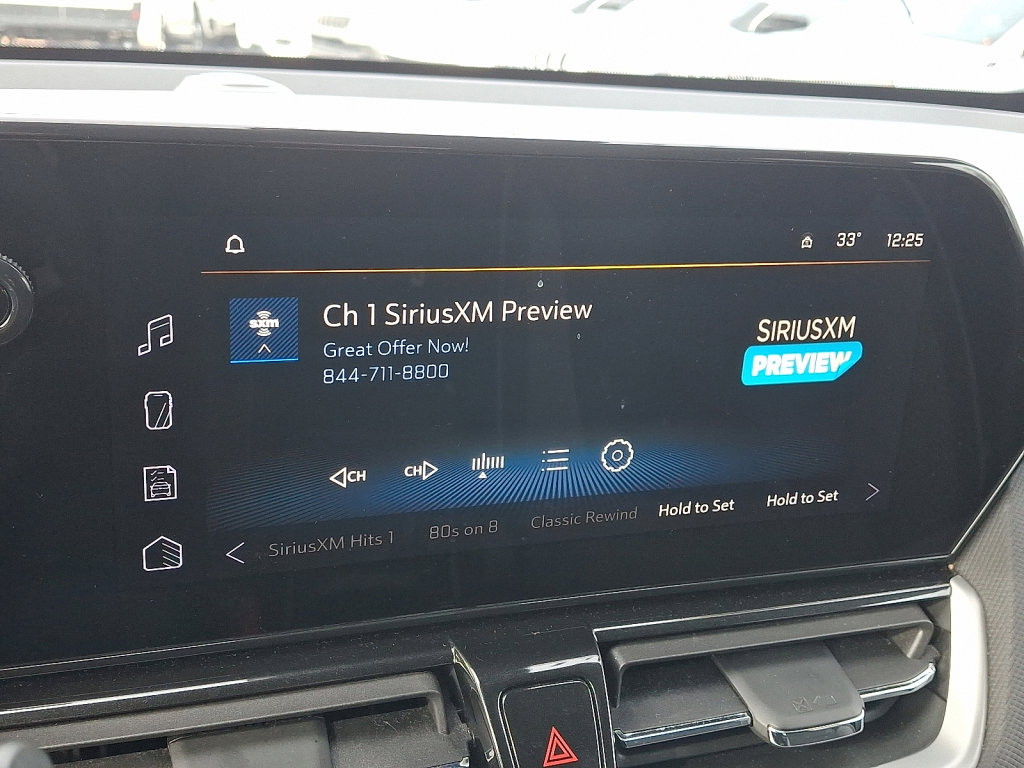 33° 12:25
sxm
Ch 1 SiriusXM Preview
Great Offer Now!
844-711-8800
SIRIUSXM
PREVIEW
CH CH
SiriusXM Hits 1 80s on 8 Classic Rewind Hold to Set Hold to Set